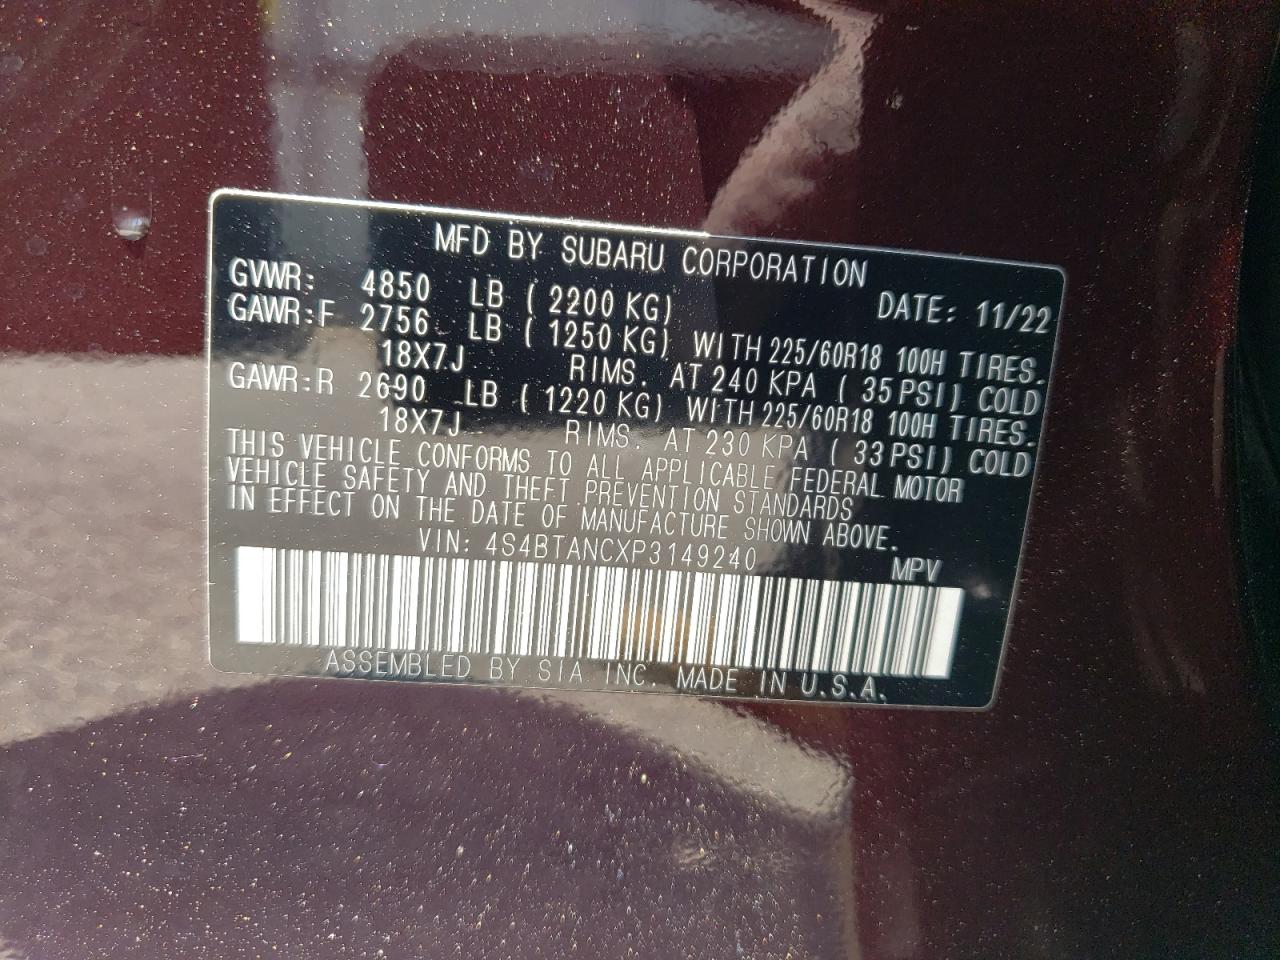 MFD BY SUBARU CORPORATION
GVWR: 4850 LB ( 2200 KG) DATE: 11/22
GAWR:F 2756 LB ( 1250 KG) WITH 225/60R18 100H TIRES.
18X7J RIMS. AT 240 KPA ( 35 PSI) COLD
GAWR:R 2690 LB ( 1220 KG) WITH 225/60R18 100H TIRES.
18X7J RIMS. AT 230 KPA ( 33 PSI) COLD
THIS VEHICLE CONFORMS TO ALL APPLICABLE FEDERAL MOTOR
VEHICLE SAFETY AND THEFT PREVENTION STANDARDS
IN EFFECT ON THE DATE OF MANUFACTURE SHOWN ABOVE.
VIN: 4S4BTANCXP3149240 MPV
ASSEMBLED BY SIA INC. MADE IN U.S.A.